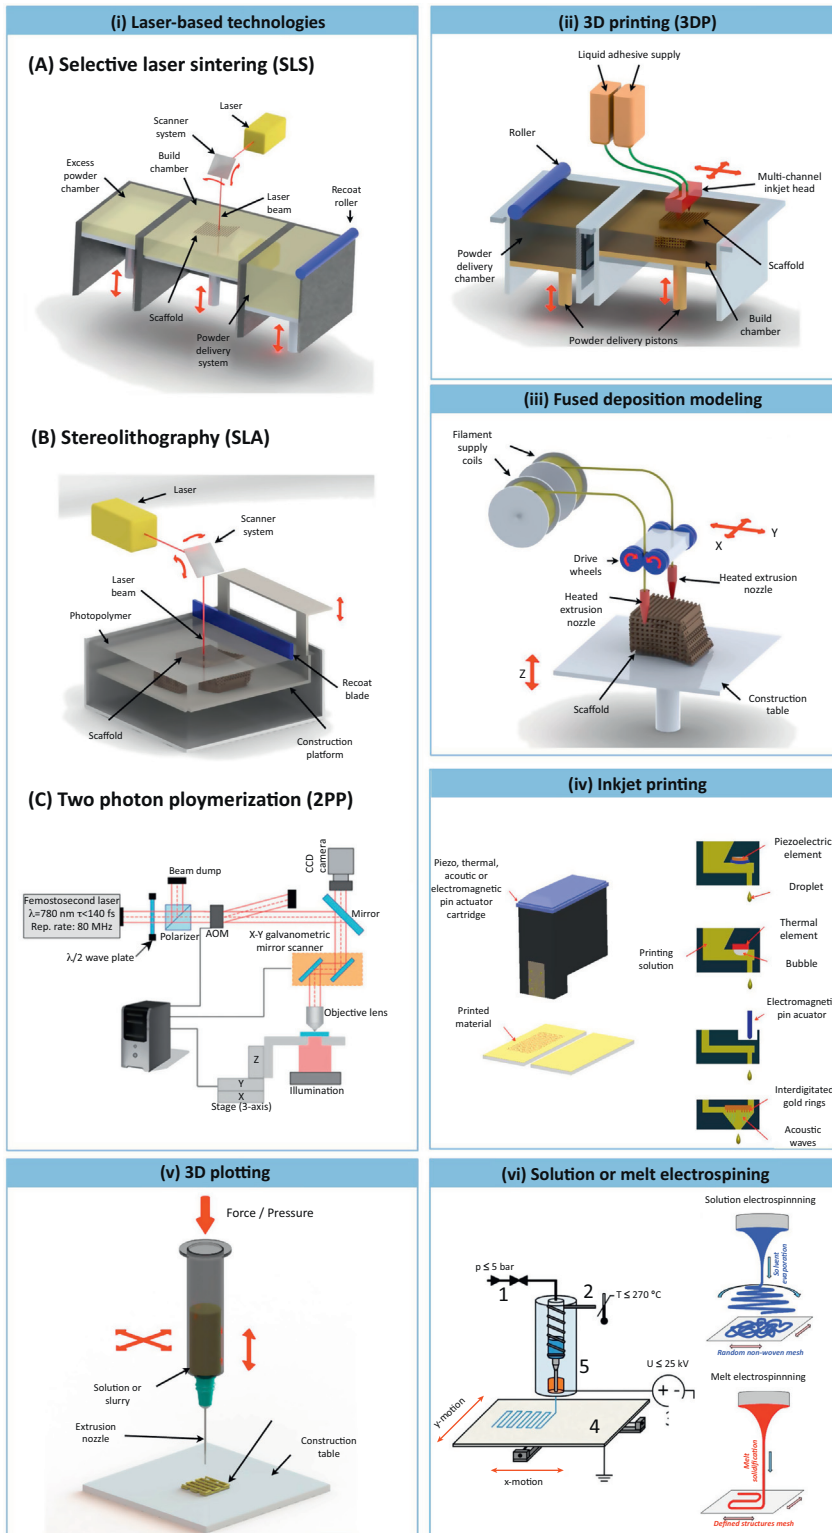 (i) Laser-based technologies
(A) Selective laser sintering (SLS)
Laser
Scanner
system
Excess
powder
chamber
Build
chamber
Laser
beam
Recoat
roller
Scaffold
Powder
delivery
system
(B) Stereolithography (SLA)
Laser
Scanner
system
Laser
beam
Photopolymer
Recoat
blade
Scaffold
Construction
platform
(C) Two photon ploymerization (2PP)
CCD
camera
Beam dump
Femostosecond laser
λ=780 nm τ<140 fs
Rep. rate: 80 MHz
Polarizer
AOM
Mirror
X-Y galvanometric
mirror scanner
λ/2 wave plate
Objective lens
Z
Y
X
Illumination
Stage (3-axis)
(ii) 3D printing (3DP)
Liquid adhesive supply
Roller
Multi-channel
inkjet head
Powder
delivery
chamber
Scaffold
Build
chamber
Powder delivery pistons
(iii) Fused deposition modeling
Filament
supply
coils
X
Y
Drive
wheels
Heated extrusion
nozzle
Heated
extrusion
nozzle
Z
Scaffold
Construction
table
(iv) Inkjet printing
Piezo, thermal,
acoutic or
electromagnetic
pin actuator
cartridge
Piezoelectric
element
Droplet
Thermal
element
Printing
solution
Bubble
Printed
material
Electromagnetic
pin acuator
Interdigitated
gold rings
Acoustic
waves
(v) 3D plotting
Force / Pressure
Solution or
slurry
Extrusion
nozzle
Construction
table
(vi) Solution or melt electrospining
Solution electrospinnning
p ≤ 5 bar
1
2
T ≤ 270 °C
5
U ≤ 25 kV
+ -
4
y-motion
x-motion
Solvent
evaporation
Random non-woven mesh
Melt electrospinnning
Melt
solidification
Defined structures mesh